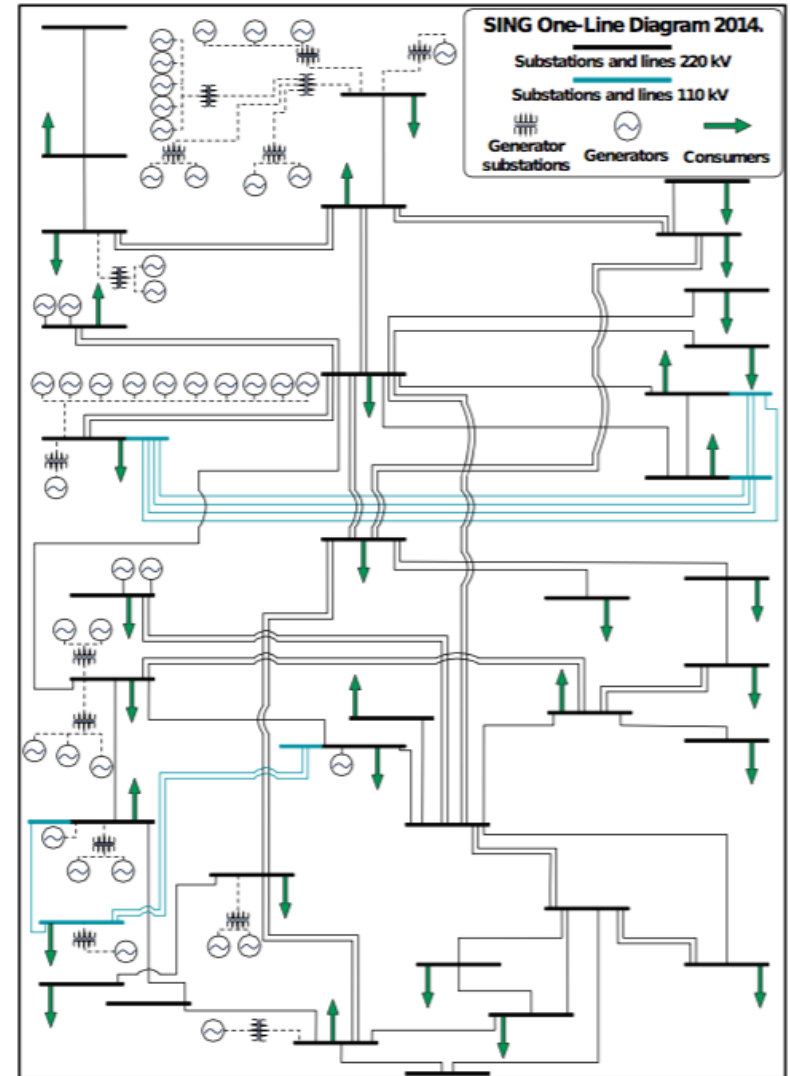 SING One-Line Diagram 2014.
Substations and lines 220 kV
Substations and lines 110 kV
Generator
substations
Generators
Consumers